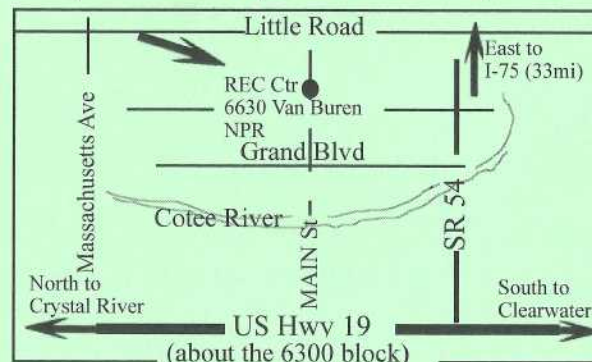 Little Road
East to
I-75 (33mi)
REC Ctr
6630 Van Buren
NPR
Grand Blvd
Massachusetts Ave
Cotee River
MAIN St
SR 54
North to
Crystal River
South to
Clearwater
US Hwy 19
(about the 6300 block)